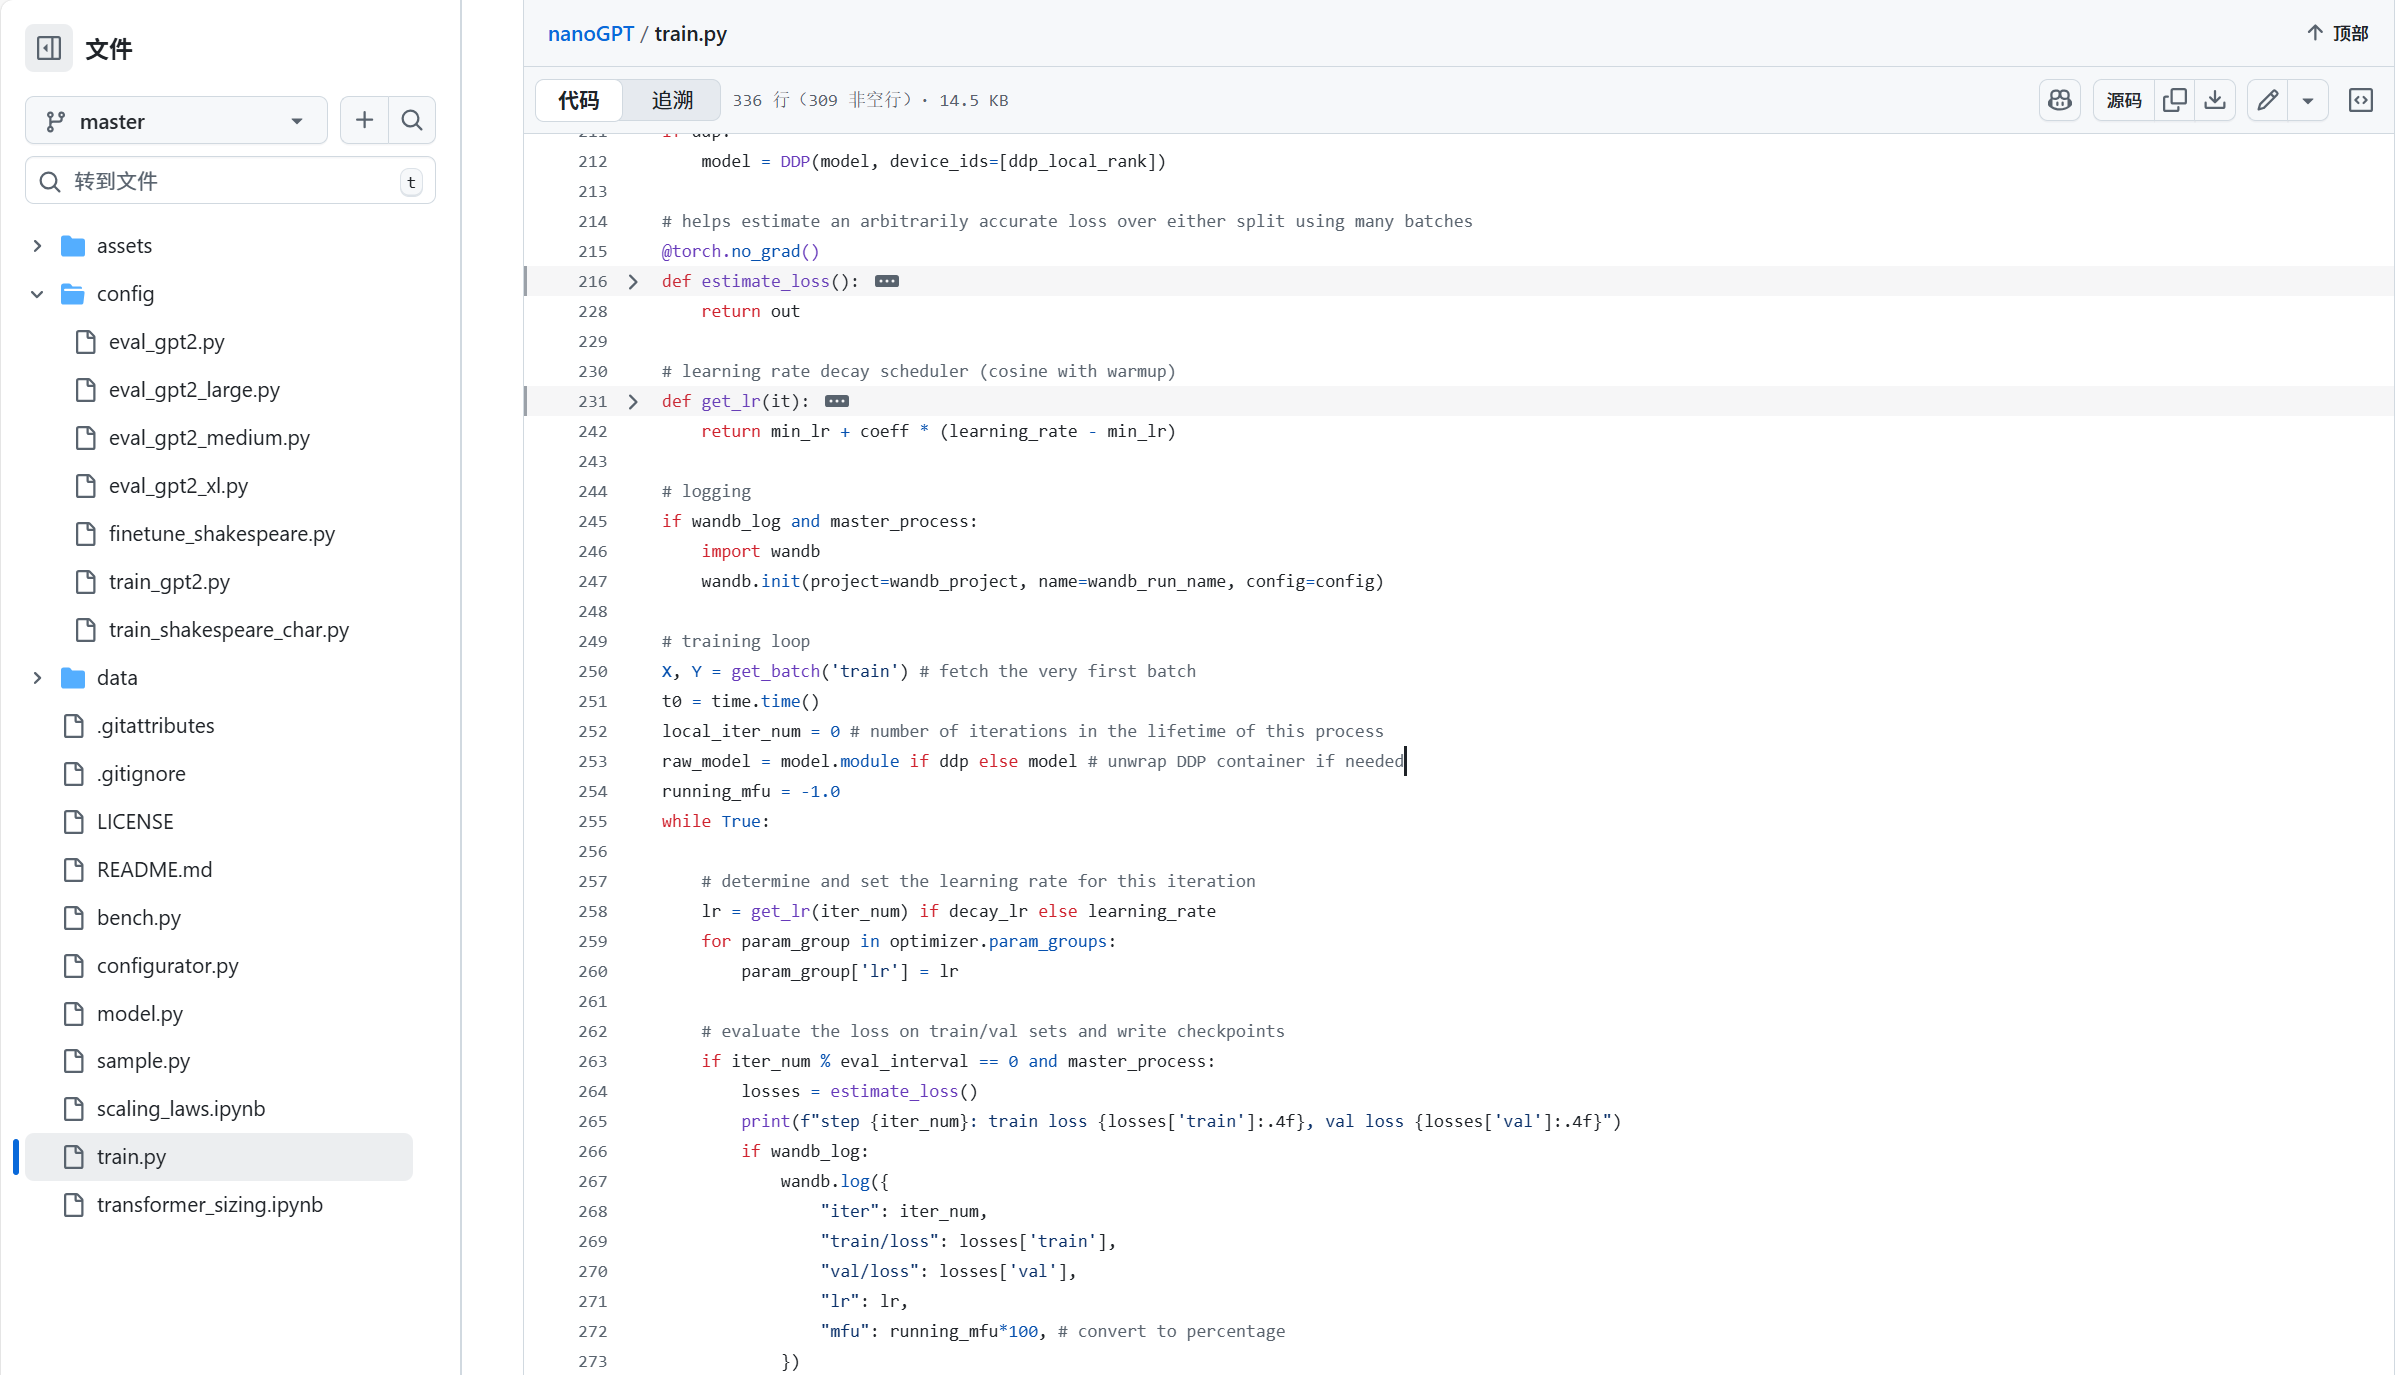 文件
master
转到文件
t
assets
config
eval_gpt2.py
eval_gpt2_large.py
eval_gpt2_medium.py
eval_gpt2_xl.py
finetune_shakespeare.py
train_gpt2.py
train_shakespeare_char.py
data
.gitattributes
.gitignore
LICENSE
README.md
bench.py
configurator.py
model.py
sample.py
scaling_laws.ipynb
train.py
transformer_sizing.ipynb
nanoGPT / train.py
顶部
代码 追溯 336 行 (309 非空行) · 14.5 KB
源码
211 if ddp:
212     model = DDP(model, device_ids=[ddp_local_rank])
213
214 # helps estimate an arbitrarily accurate loss over either split using many batches
215 @torch.no_grad()
216 def estimate_loss(): ...
228     return out
229
230 # learning rate decay scheduler (cosine with warmup)
231 def get_lr(it): ...
242     return min_lr + coeff * (learning_rate - min_lr)
243
244 # logging
245 if wandb_log and master_process:
246     import wandb
247     wandb.init(project=wandb_project, name=wandb_run_name, config=config)
248
249 # training loop
250 X, Y = get_batch('train') # fetch the very first batch
251 t0 = time.time()
252 local_iter_num = 0 # number of iterations in the lifetime of this process
253 raw_model = model.module if ddp else model # unwrap DDP container if needed
254 running_mfu = -1.0
255 while True:
256
257     # determine and set the learning rate for this iteration
258     lr = get_lr(iter_num) if decay_lr else learning_rate
259     for param_group in optimizer.param_groups:
260         param_group['lr'] = lr
261
262     # evaluate the loss on train/val sets and write checkpoints
263     if iter_num % eval_interval == 0 and master_process:
264         losses = estimate_loss()
265         print(f"step {iter_num}: train loss {losses['train']:.4f}, val loss {losses['val']:.4f}")
266         if wandb_log:
267             wandb.log({
268                 "iter": iter_num,
269                 "train/loss": losses['train'],
270                 "val/loss": losses['val'],
271                 "lr": lr,
272                 "mfu": running_mfu*100, # convert to percentage
273             })